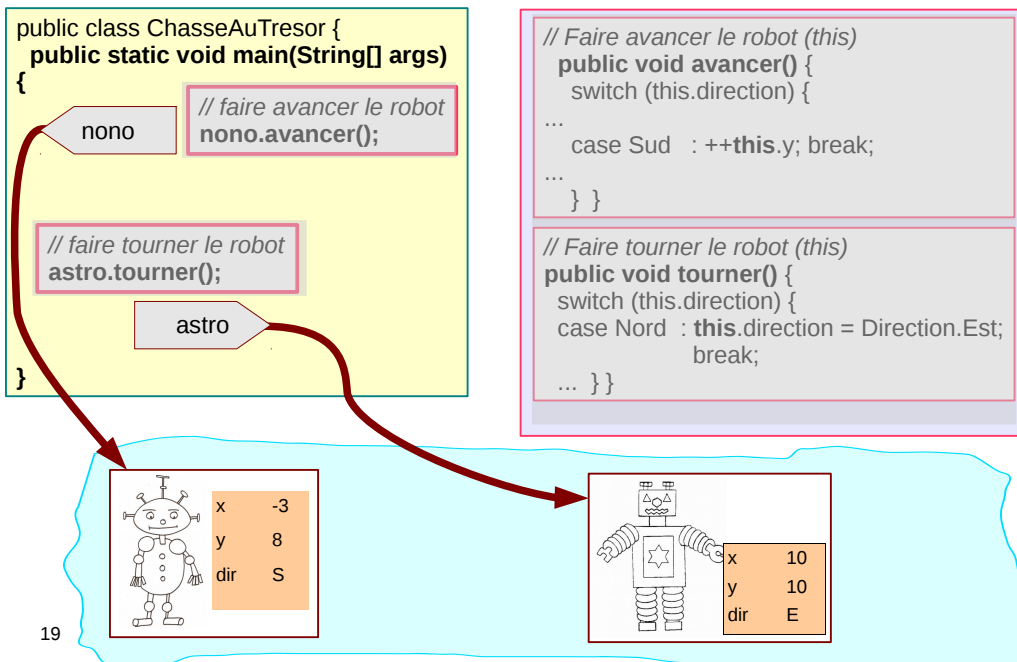 public class ChasseAuTresor {
public static void main(String[] args)
{
nono
// faire avancer le robot
nono.avancer();
// faire tourner le robot
astro.tourner();
astro
}
// Faire avancer le robot (this)
public void avancer() {
switch (this.direction) {
...
case Sud : ++this.y; break;
...
} }
// Faire tourner le robot (this)
public void tourner() {
switch (this.direction) {
case Nord : this.direction = Direction.Est;
break;
... } }
x -3
y 8
dir S
x 10
y 10
dir E
19